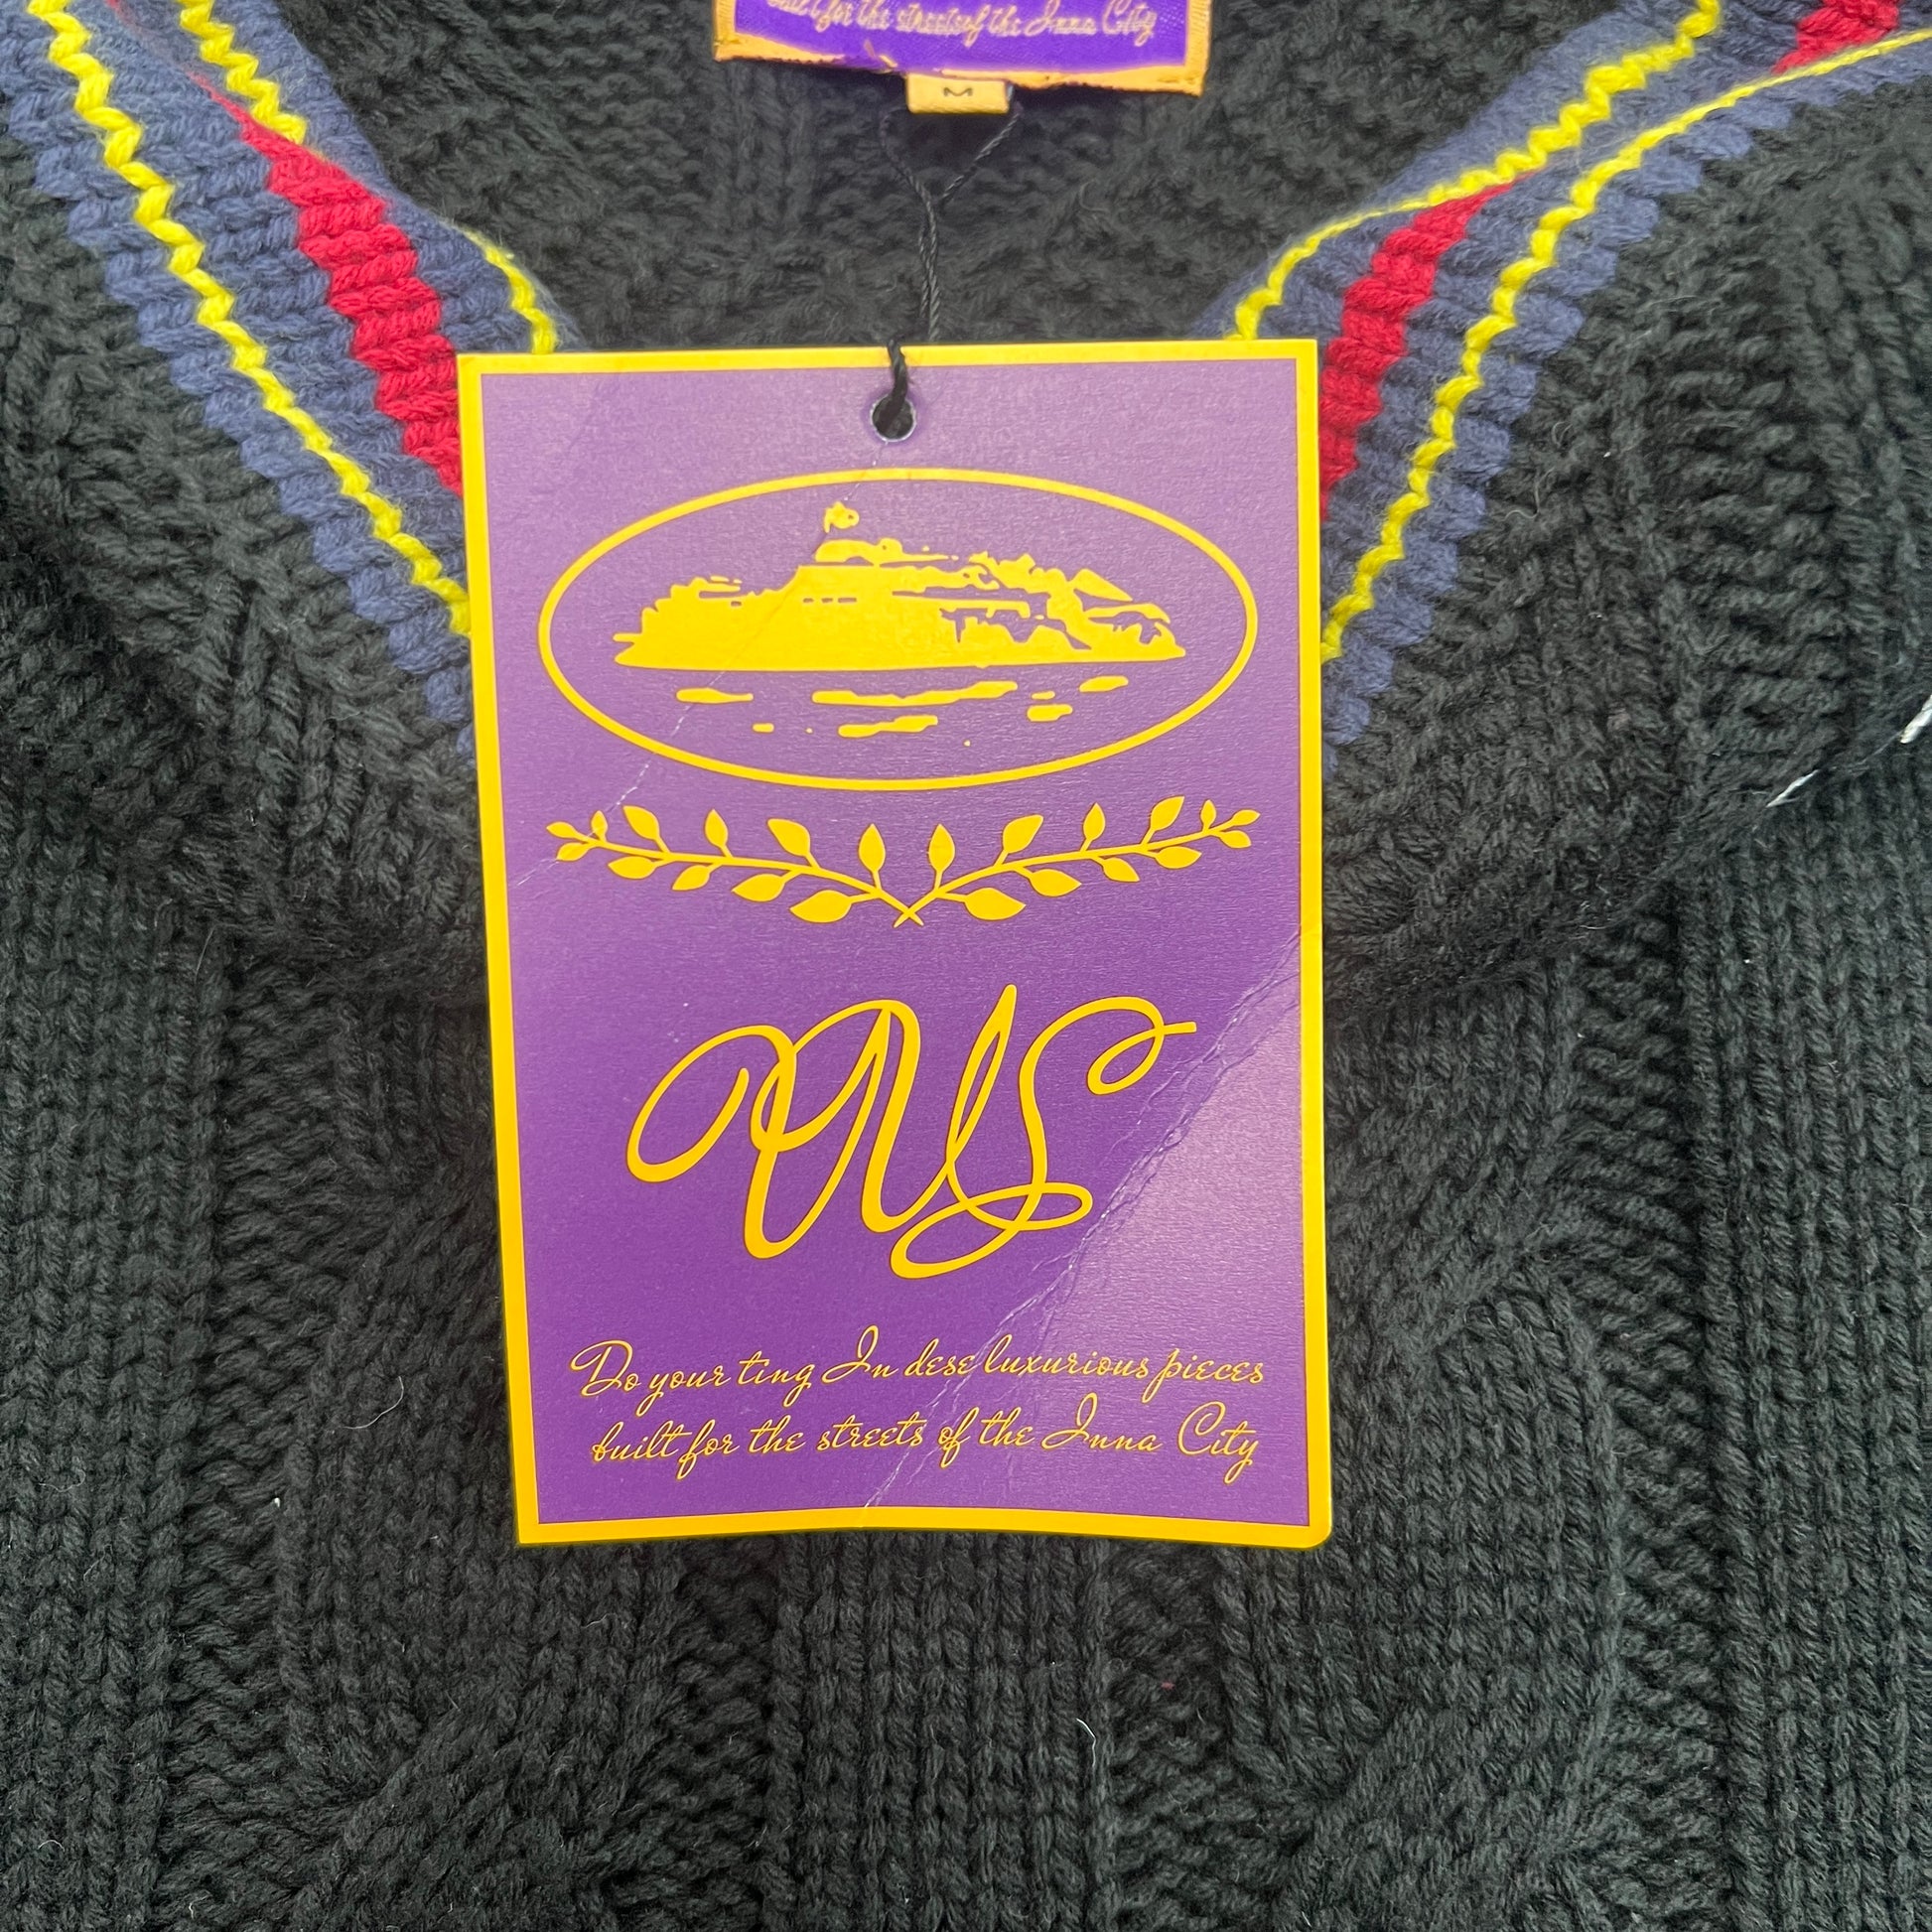 built for the streets of the Inna City
M
Do your ting In dese luxurious pieces
built for the streets of the Inna City